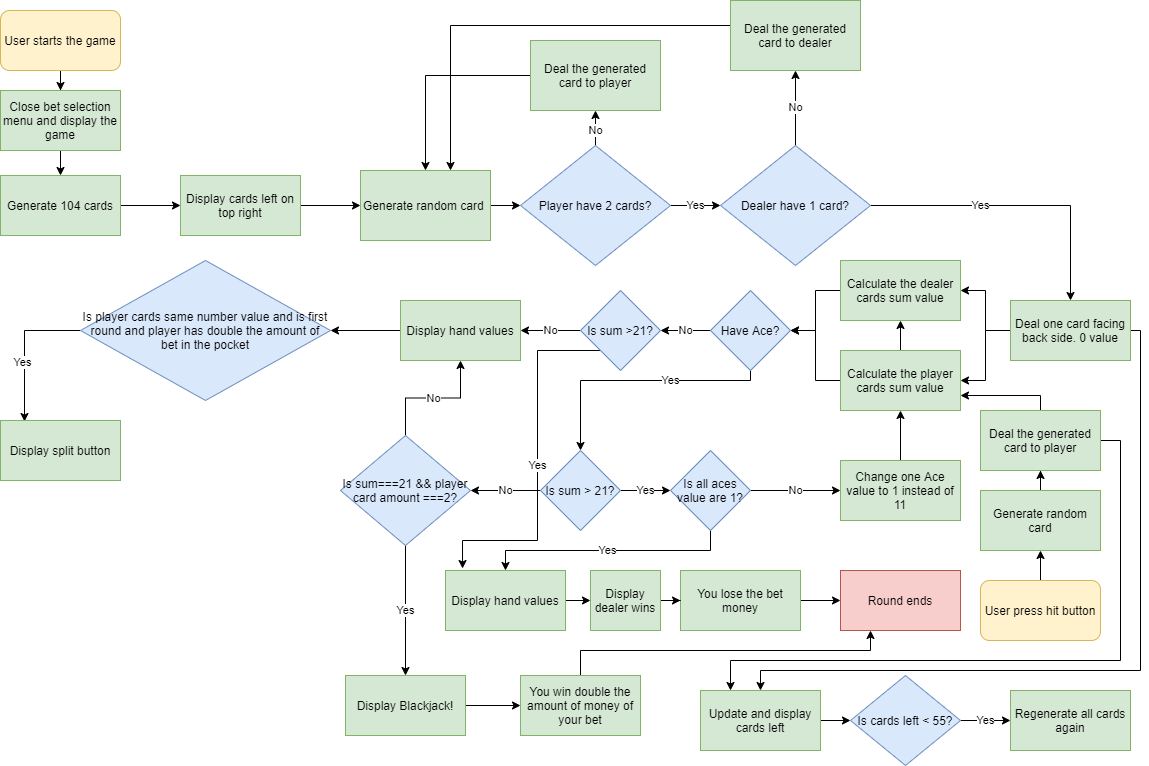 User starts the game
Close bet selection
menu and display the
game
Generate 104 cards
Display cards left on
top right
Generate random card
Deal the generated
card to player
No
Player have 2 cards?
Yes
Deal the generated
card to dealer
No
Dealer have 1 card?
Yes
Deal one card facing
back side. 0 value
Calculate the dealer
cards sum value
Calculate the player
cards sum value
Have Ace?
No
Is sum >21?
No
Display hand values
Is player cards same number value and is first
round and player has double the amount of
bet in the pocket
Yes
Display split button
Yes
No
Is sum===21 && player
card amount ===2?
No
Yes
Is sum > 21?
Yes
Is all aces
value are 1?
No
Change one Ace
value to 1 instead of
11
Deal the generated
card to player
Generate random
card
User press hit button
Yes
Display hand values
Display
dealer wins
You lose the bet
money
Round ends
Yes
Display Blackjack!
You win double the
amount of money of
your bet
Update and display
cards left
Is cards left < 55?
Yes
Regenerate all cards
again